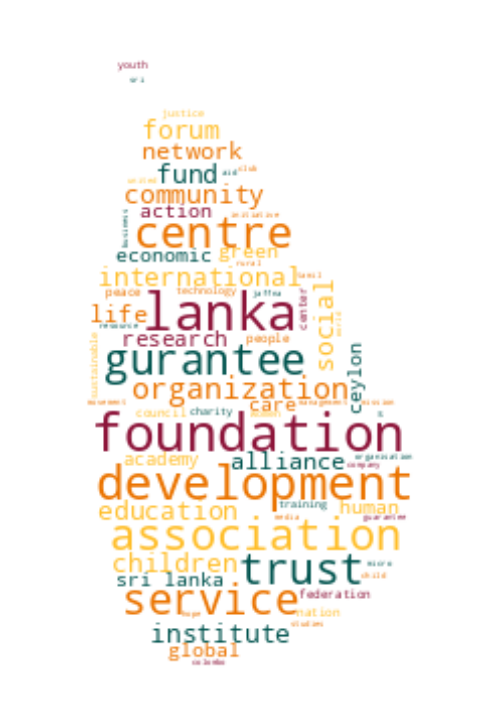 youth
sri
justice
forum
network
fund aid club
united
community
action initiative
business
centre
economic green
rural
international tamil
peace technology jaffna center
life lanka social
resource world
research people
sustainable
gurantee ceylon
organization
movement care management mission
council charity women
foundation
academy alliance organisation
company
development
education training human
media guarantee
association
children trust micro
sri lanka child
service federation
hope nation
studies
institute
global
colombo